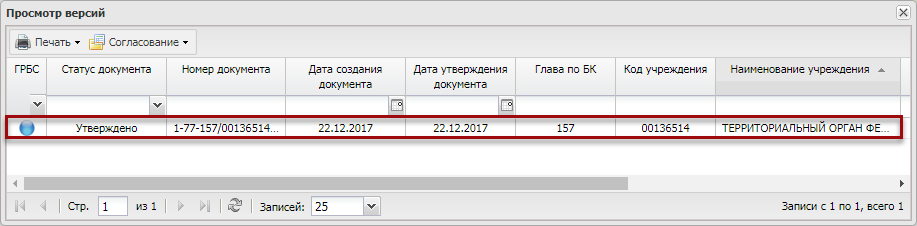 Просмотр версий
Печать Согласование
ГРБС Статус документа Номер документа Дата создания документа Дата утверждения документа Глава по БК Код учреждения Наименование учреждения
Утверждено 1-77-157/00136514... 22.12.2017 22.12.2017 157 00136514 ТЕРРИТОРИАЛЬНЫЙ ОРГАН ФЕ...
Стр. 1 из 1 Записей: 25 Записи с 1 по 1, всего 1